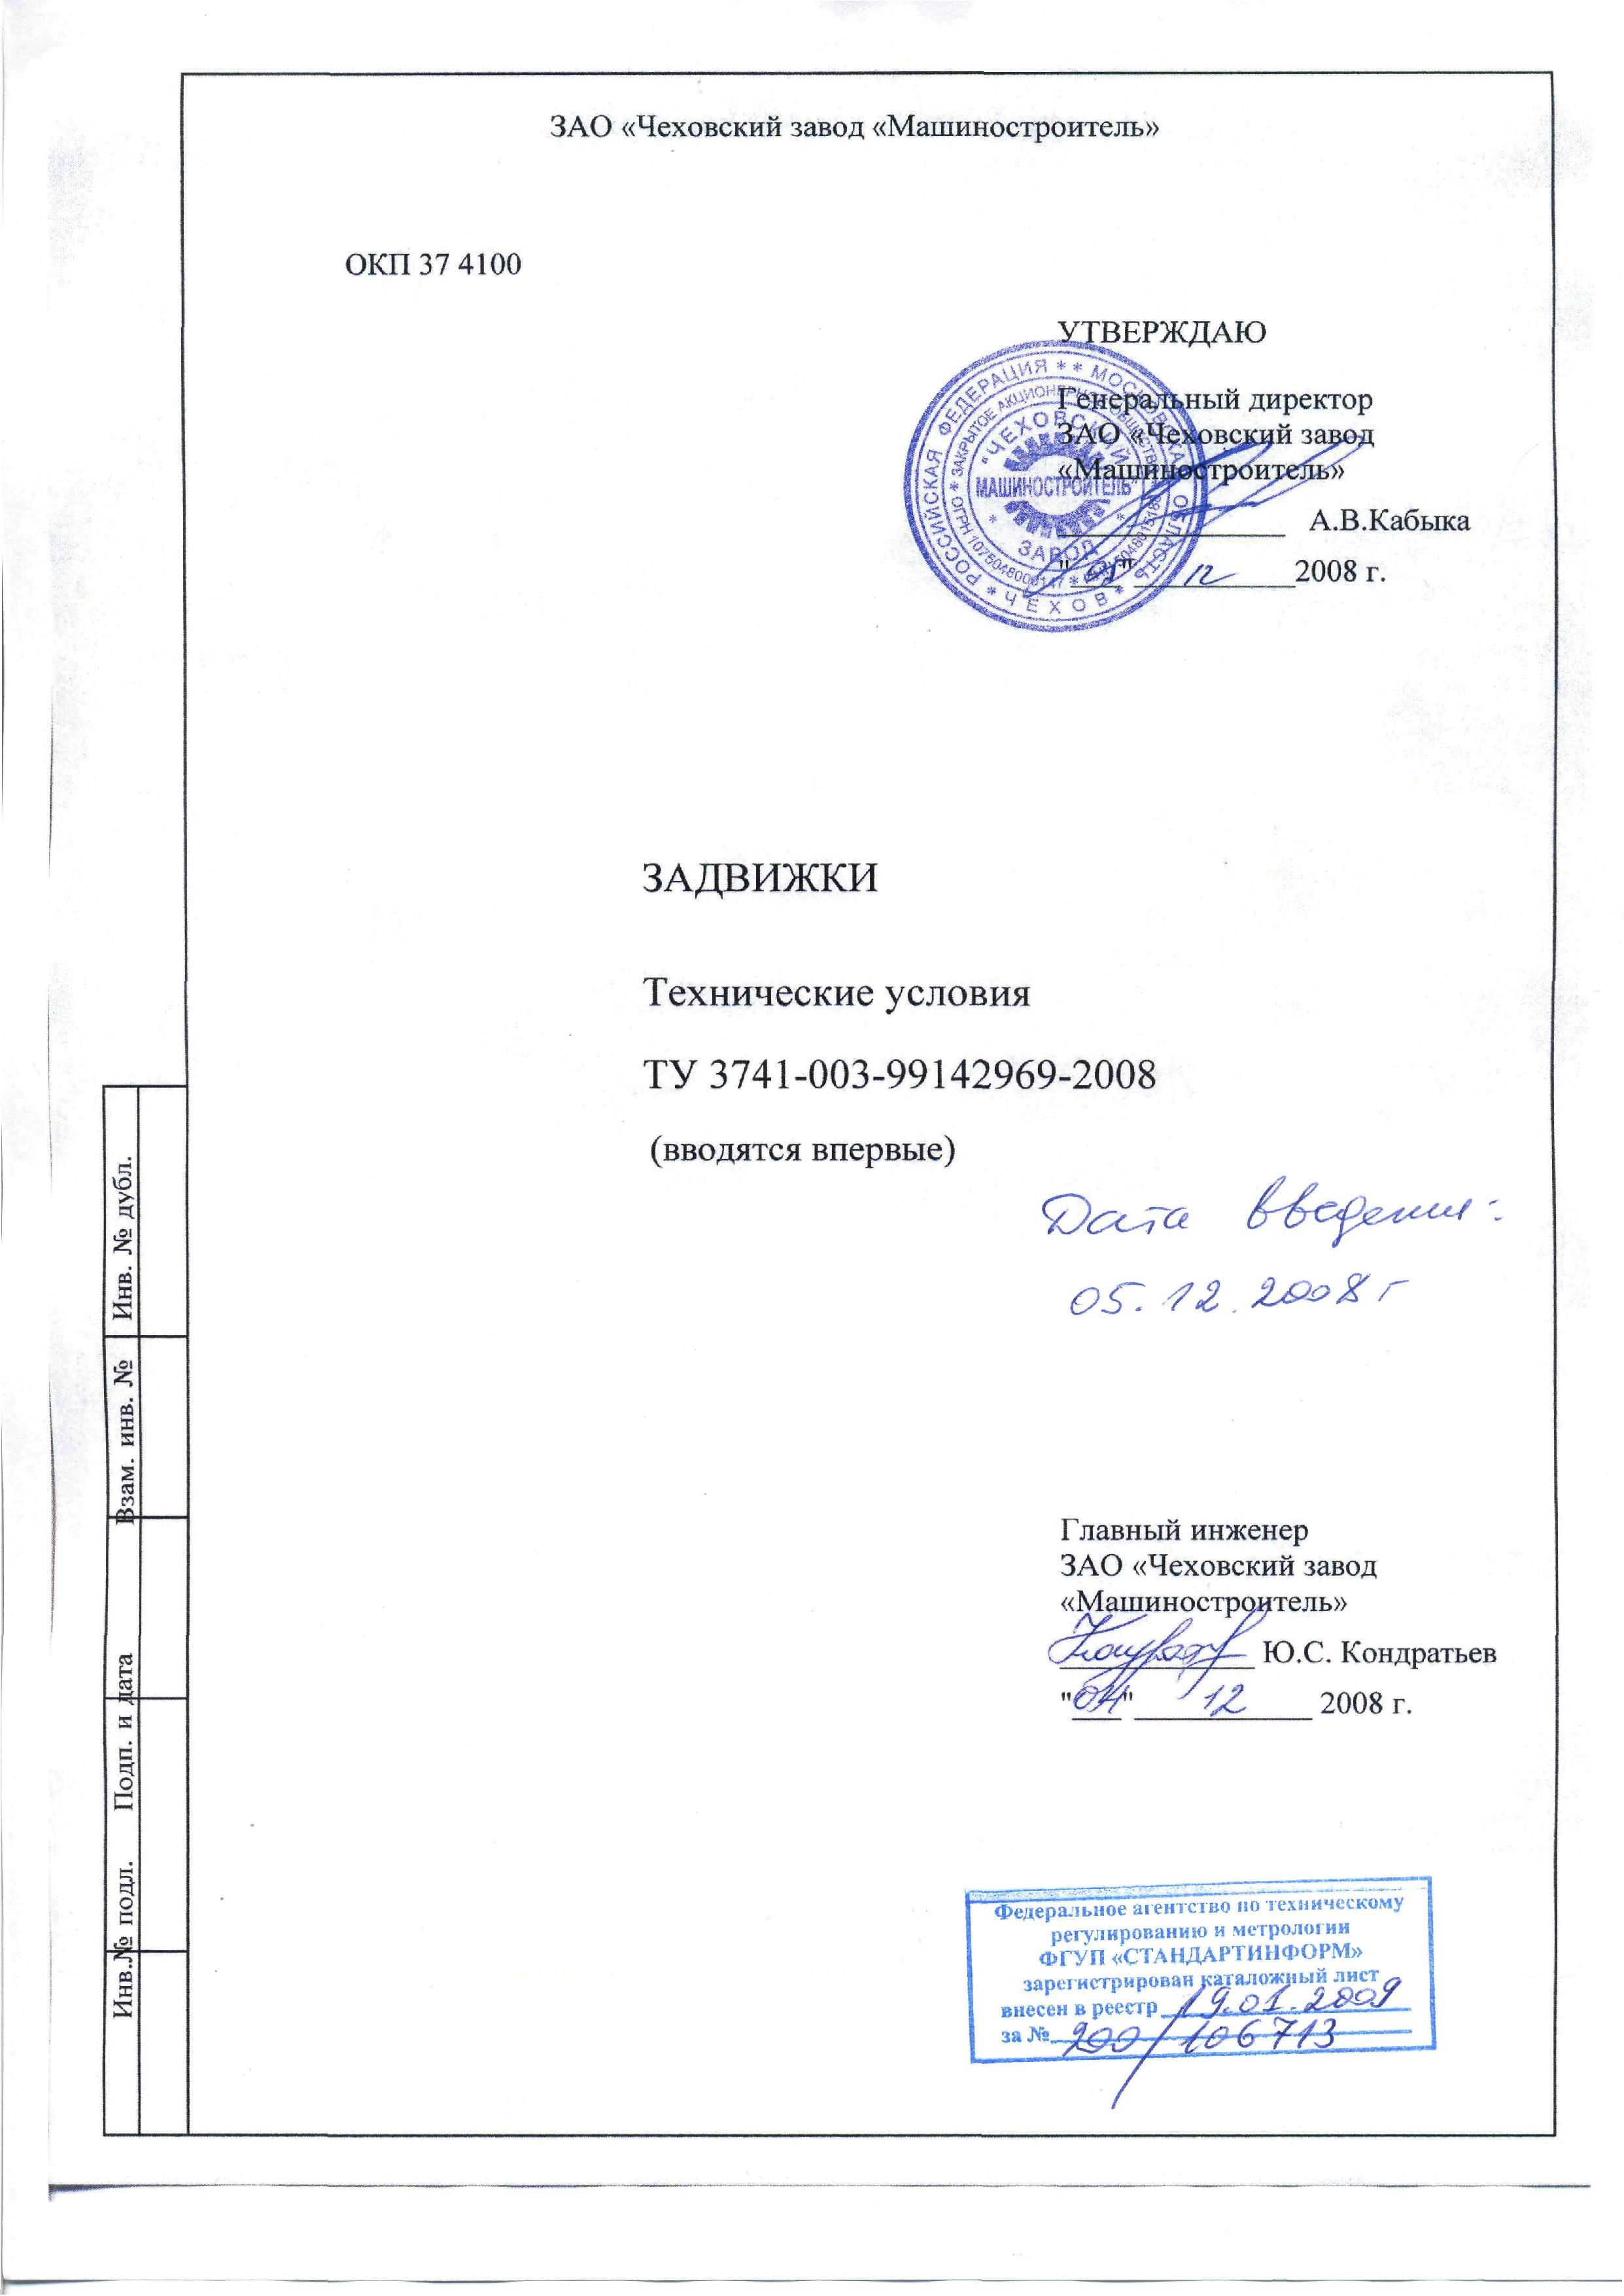 ЗАО «Чеховский завод «Машиностроитель»
ОКП 37 4100
УТВЕРЖДАЮ
Генеральный директор
ЗАО «Чеховский завод
«Машиностроитель»
А.В.Кабыка
" " 12 2008 г.
РОССИЙСКАЯ ФЕДЕРАЦИЯ * * МОСКОВСКАЯ ОБЛАСТЬ * ЧЕХОВ *
ЗАКРЫТОЕ АКЦИОНЕРНОЕ ОБЩЕСТВО * ОГРН 1075048000147 *
"ЧЕХОВСКИЙ
МАШИНОСТРОИТЕЛЬ"
ЗАВОД
ЗАДВИЖКИ
Технические условия
ТУ 3741-003-99142969-2008
(вводятся впервые)
Дата введения:
05.12.2008 г
Главный инженер
ЗАО «Чеховский завод
«Машиностроитель»
Ю.С. Кондратьев
"04" 12 2008 г.
Федеральное агентство по техническому
регулированию и метрологии
ФГУП «СТАНДАРТИНФОРМ»
зарегистрирован каталожный лист
внесен в реестр 19.01.2009
за № 200/106713
Инв. № дубл.
Взам. инв. №
Подп. и дата
Инв.№ подл.